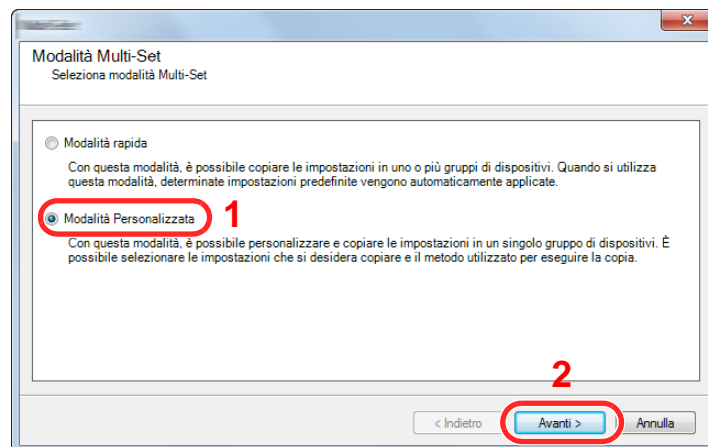 Modalità Multi-Set
Seleziona modalità Multi-Set
Modalità rapida
Con questa modalità, è possibile copiare le impostazioni in uno o più gruppi di dispositivi. Quando si utilizza
questa modalità, determinate impostazioni predefinite vengono automaticamente applicate.
Modalità Personalizzata 1
Con questa modalità, è possibile personalizzare e copiare le impostazioni in un singolo gruppo di dispositivi. È
possibile selezionare le impostazioni che si desidera copiare e il metodo utilizzato per eseguire la copia.
2
< Indietro Avanti > Annulla